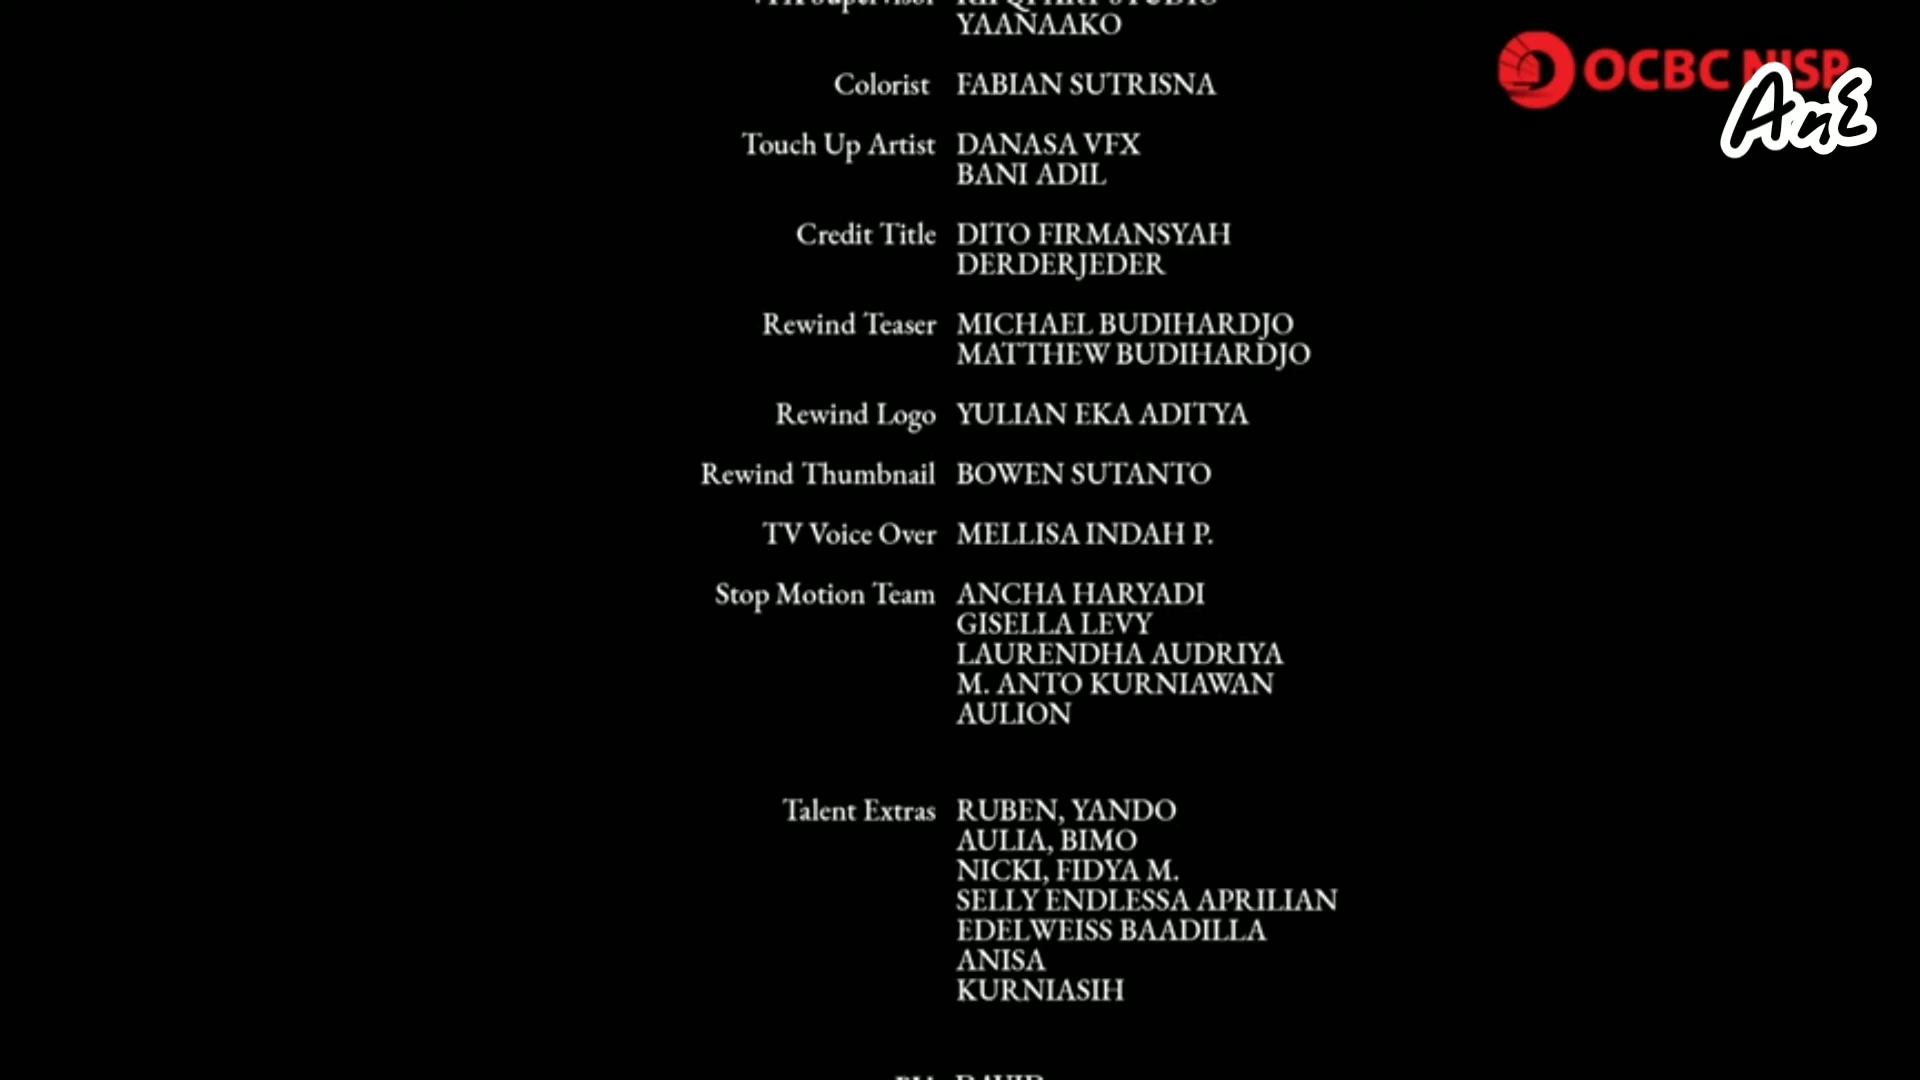 YAANAAKO
Colorist FABIAN SUTRISNA
Touch Up Artist DANASA VFX
BANI ADIL
Credit Title DITO FIRMANSYAH
DERDERJEDER
Rewind Teaser MICHAEL BUDIHARDJO
MATTHEW BUDIHARDJO
Rewind Logo YULIAN EKA ADITYA
Rewind Thumbnail BOWEN SUTANTO
TV Voice Over MELLISA INDAH P.
Stop Motion Team ANCHA HARYADI
GISELLA LEVY
LAURENDHA AUDRIYA
M. ANTO KURNIAWAN
AULION
Talent Extras RUBEN, YANDO
AULIA, BIMO
NICKI, FIDYA M.
SELLY ENDLESSA APRILIAN
EDELWEISS BAADILLA
ANISA
KURNIASIH
OCBC NISP
AnE